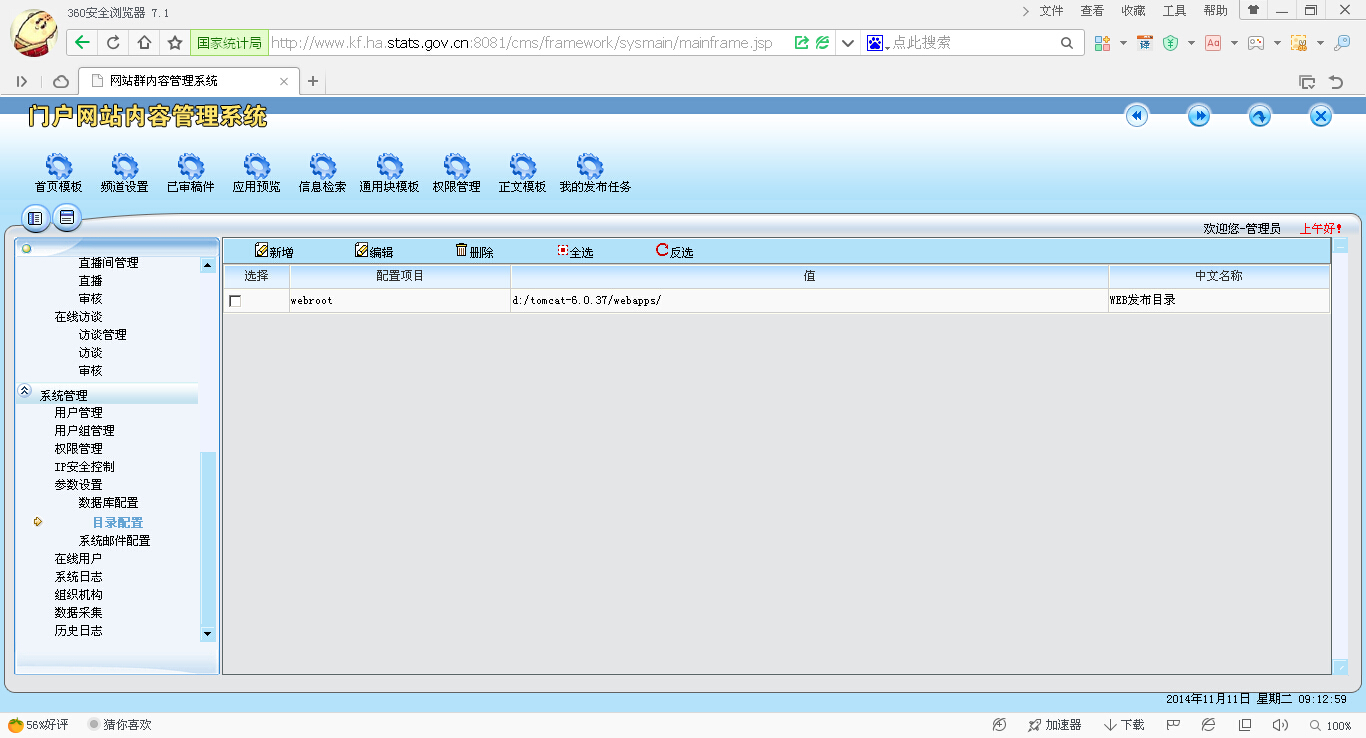 360安全浏览器 7.1
文件 查看 收藏 工具 帮助
国家统计局 http://www.kf.ha.stats.gov.cn:8081/cms/framework/sysmain/mainframe.jsp 点此搜索
网站群内容管理系统
门户网站内容管理系统
首页模板 频道设置 已审稿件 应用预览 信息检索 通用块模板 权限管理 正文模板 我的发布任务
欢迎您-管理员 上午好!
新增 编辑 删除 全选 反选
选择 配置项目 值 中文名称
webroot d:/tomcat-6.0.37/webapps/ WEB发布目录
直播间管理
直播
审核
在线访谈
访谈管理
访谈
审核
系统管理
用户管理
用户组管理
权限管理
IP安全控制
参数设置
数据库配置
目录配置
系统邮件配置
在线用户
系统日志
组织机构
数据采集
历史日志
2014年11月11日 星期二 09:12:59
56%好评 猜你喜欢 加速器 下载 100%